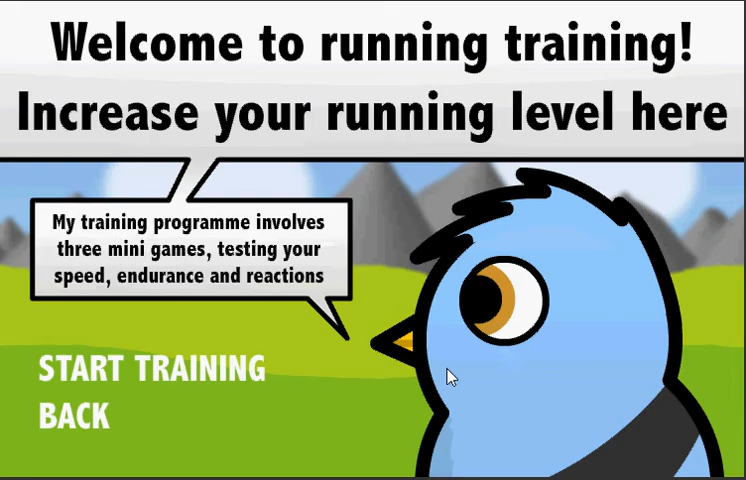 Welcome to running training!
Increase your running level here
My training programme involves
three mini games, testing your
speed, endurance and reactions
START TRAINING
BACK